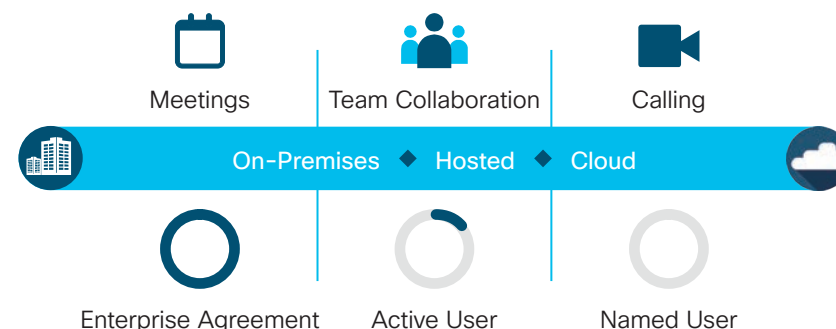 Meetings
Team Collaboration
Calling
On-Premises ◆ Hosted ◆ Cloud
Enterprise Agreement
Active User
Named User